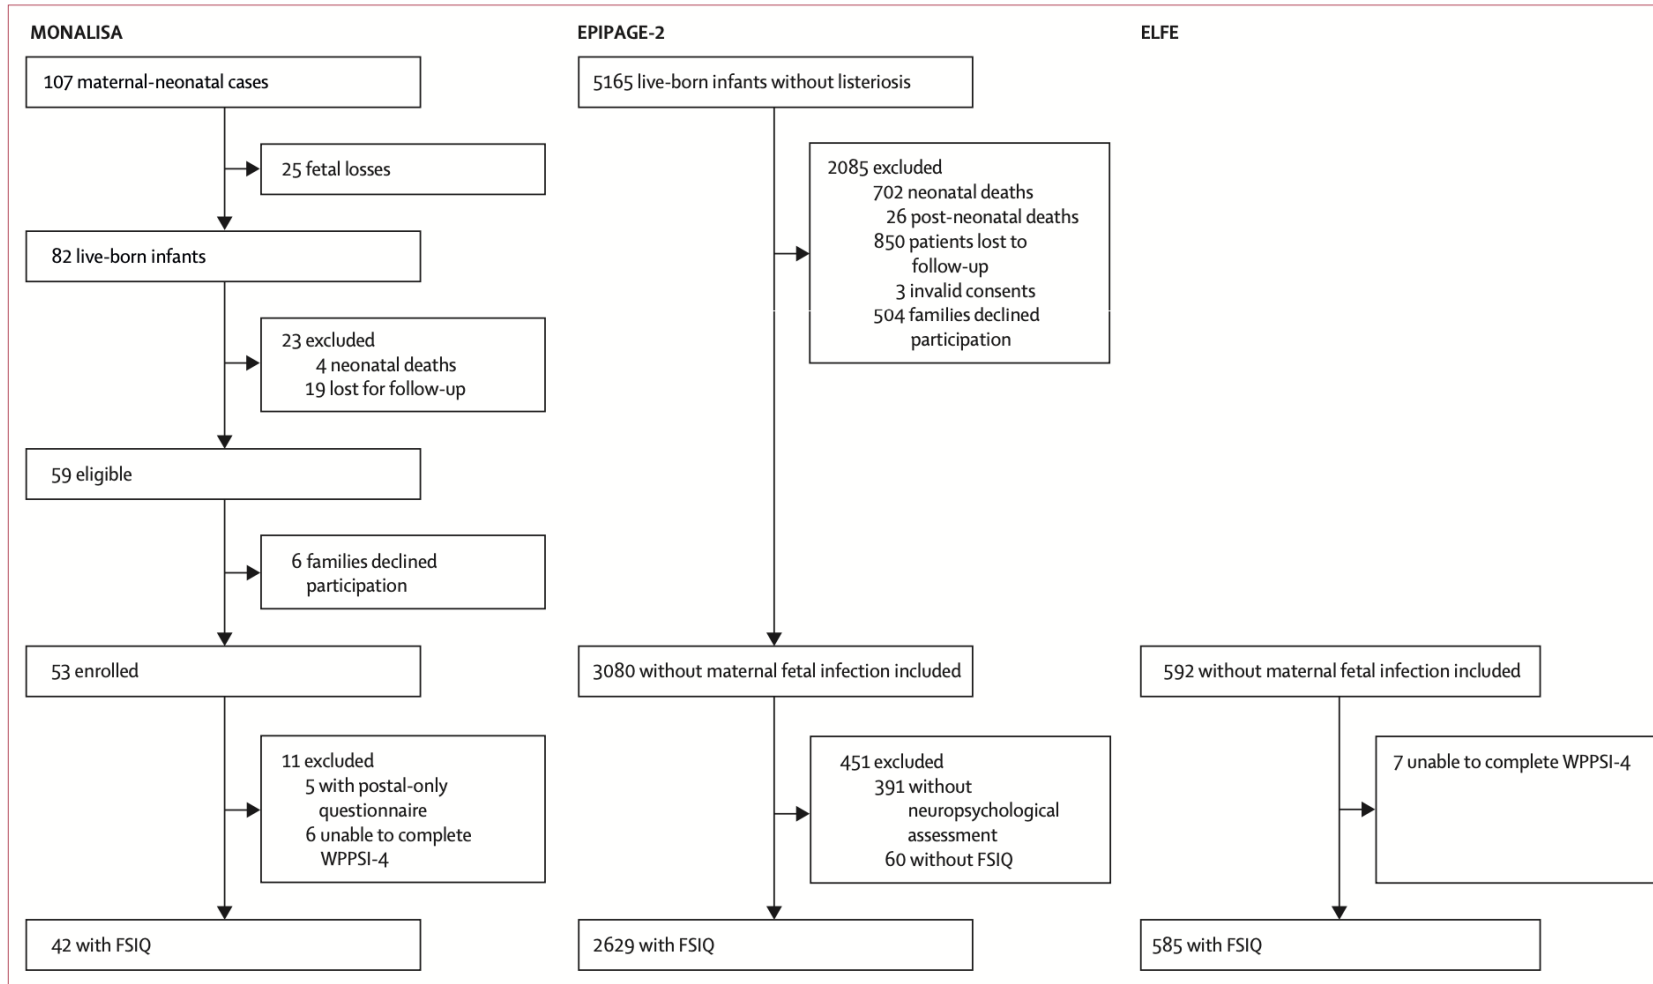 MONALISA
107 maternal-neonatal cases
25 fetal losses
82 live-born infants
23 excluded
4 neonatal deaths
19 lost for follow-up
59 eligible
6 families declined
participation
53 enrolled
11 excluded
5 with postal-only
questionnaire
6 unable to complete
WPPSI-4
42 with FSIQ
EPIPAGE-2
5165 live-born infants without listeriosis
2085 excluded
702 neonatal deaths
26 post-neonatal deaths
850 patients lost to
follow-up
3 invalid consents
504 families declined
participation
3080 without maternal fetal infection included
451 excluded
391 without
neuropsychological
assessment
60 without FSIQ
2629 with FSIQ
ELFE
592 without maternal fetal infection included
7 unable to complete WPPSI-4
585 with FSIQ